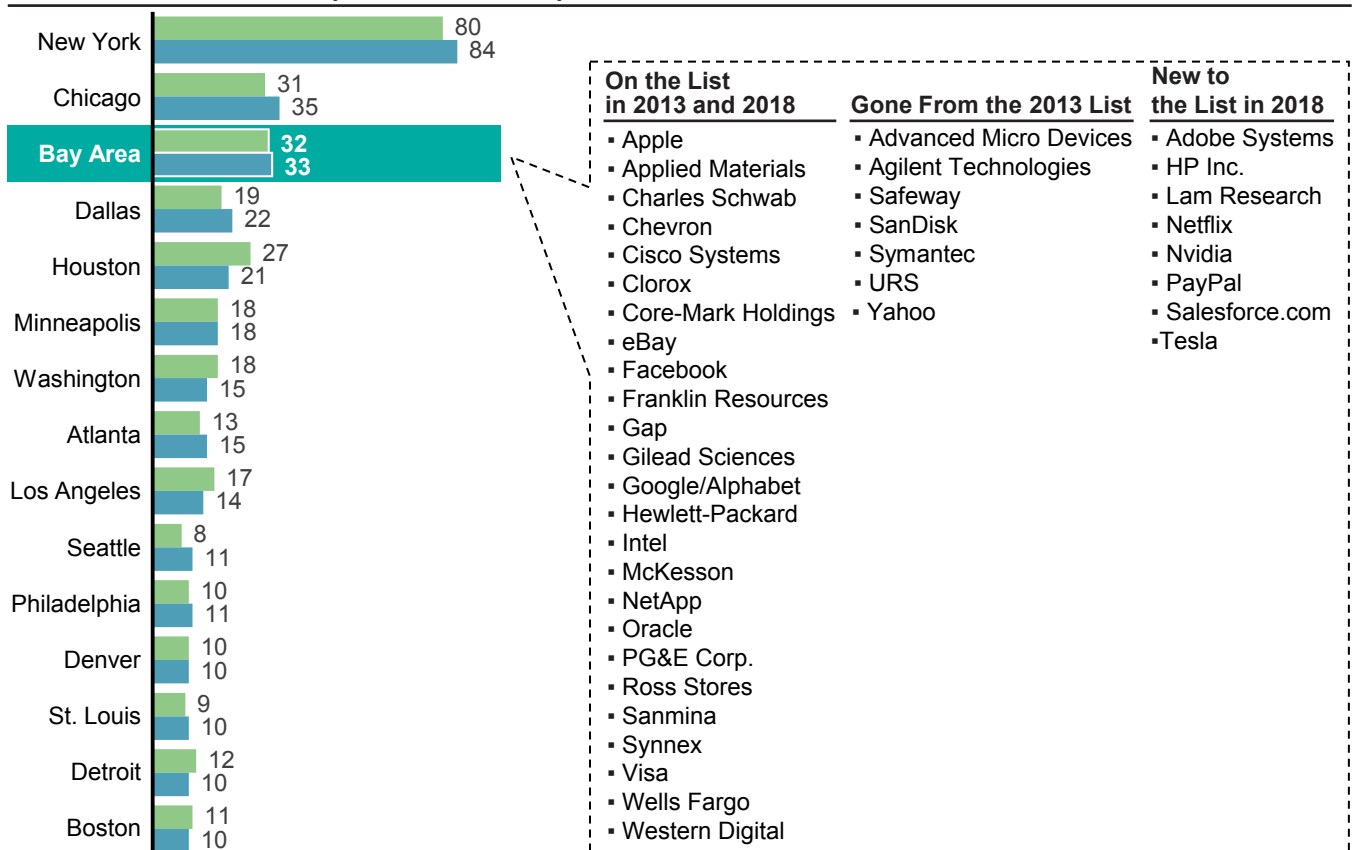 New York
80
84
Chicago
31
35
Bay Area
32
33
Dallas
19
22
Houston
27
21
Minneapolis
18
18
Washington
18
15
Atlanta
13
15
Los Angeles
17
14
Seattle
8
11
Philadelphia
10
11
Denver
10
10
St. Louis
9
10
Detroit
12
10
Boston
11
10
On the List
in 2013 and 2018
▪ Apple
▪ Applied Materials
▪ Charles Schwab
▪ Chevron
▪ Cisco Systems
▪ Clorox
▪ Core-Mark Holdings
▪ eBay
▪ Facebook
▪ Franklin Resources
▪ Gap
▪ Gilead Sciences
▪ Google/Alphabet
▪ Hewlett-Packard
▪ Intel
▪ McKesson
▪ NetApp
▪ Oracle
▪ PG&E Corp.
▪ Ross Stores
▪ Sanmina
▪ Synnex
▪ Visa
▪ Wells Fargo
▪ Western Digital
Gone From the 2013 List
▪ Advanced Micro Devices
▪ Agilent Technologies
▪ Safeway
▪ SanDisk
▪ Symantec
▪ URS
▪ Yahoo
New to
the List in 2018
▪ Adobe Systems
▪ HP Inc.
▪ Lam Research
▪ Netflix
▪ Nvidia
▪ PayPal
▪ Salesforce.com
▪Tesla